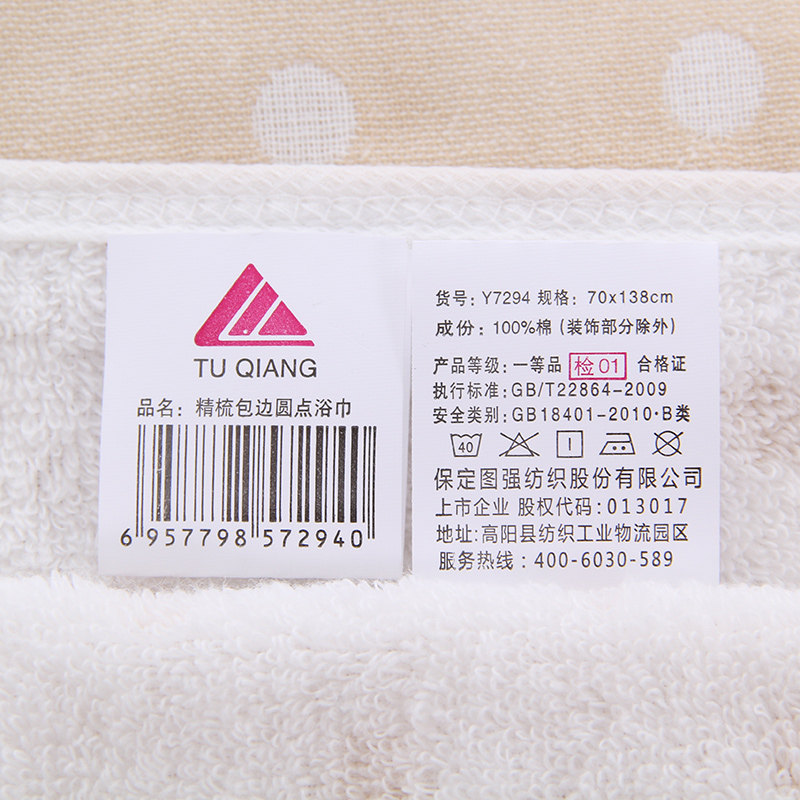 TU QIANG
品名：精梳包边圆点浴巾
6 957798 572940
货号：Y7294 规格：70x138cm
成份：100%棉（装饰部分除外）
产品等级：一等品 检01 合格证
执行标准：GB/T22864-2009
安全类别：GB18401-2010·B类
40
保定图强纺织股份有限公司
上市企业 股权代码：013017
地址：高阳县纺织工业物流园区
服务热线：400-6030-589